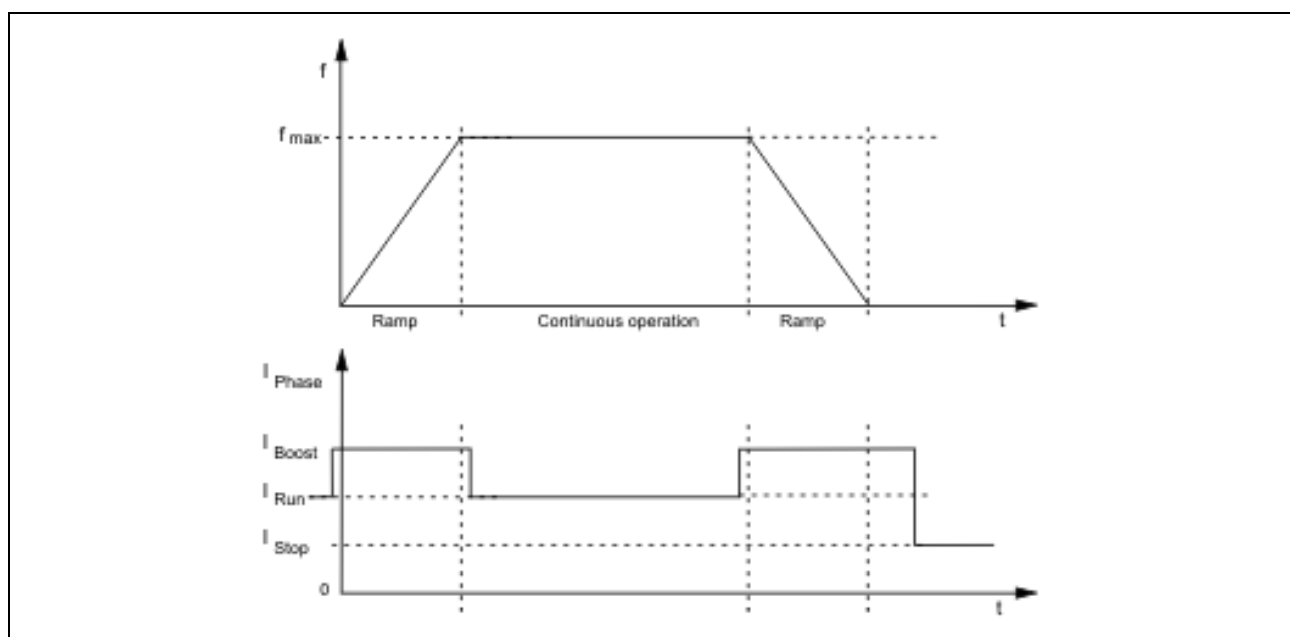 f
f max
Ramp Continuous operation Ramp t
I Phase
I Boost
I Run
I Stop
0
t